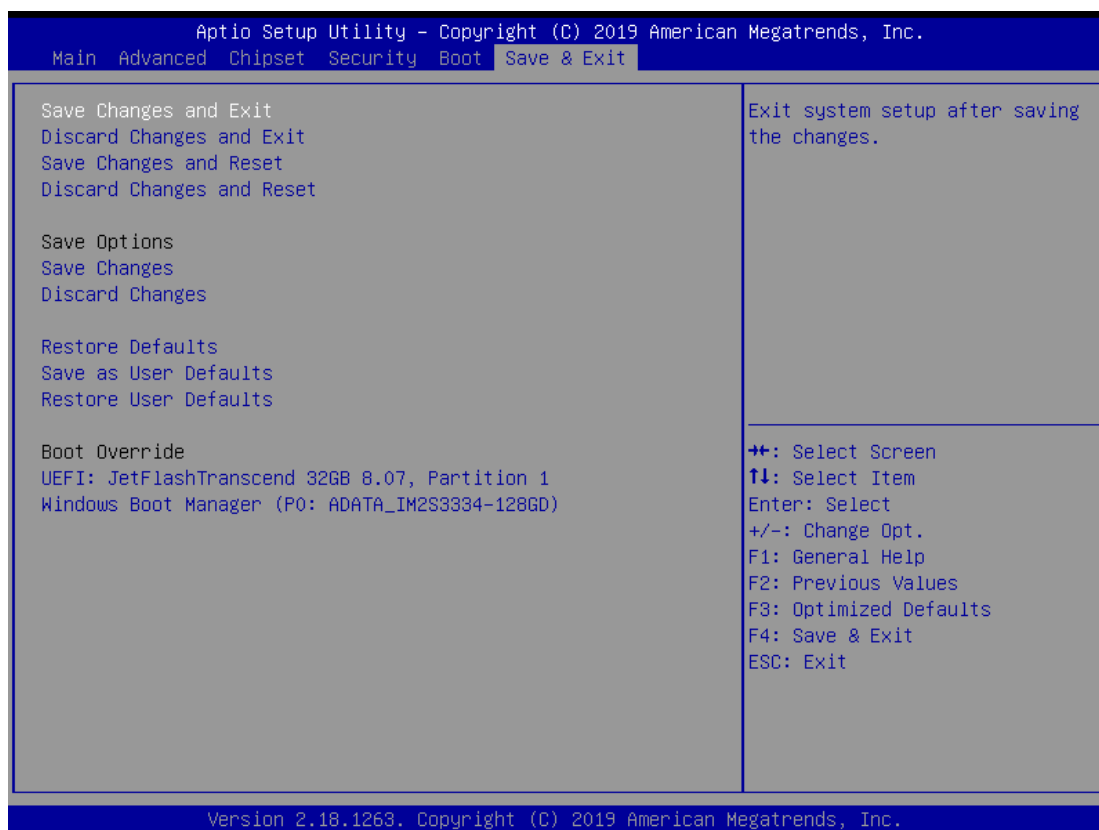 Aptio Setup Utility – Copyright (C) 2019 American Megatrends, Inc.
Main Advanced Chipset Security Boot Save & Exit
Save Changes and Exit
Discard Changes and Exit
Save Changes and Reset
Discard Changes and Reset
Save Options
Save Changes
Discard Changes
Restore Defaults
Save as User Defaults
Restore User Defaults
Boot Override
UEFI: JetFlashTranscend 32GB 8.07, Partition 1
Windows Boot Manager (P0: ADATA_IM2S3334-128GD)
Exit system setup after saving
the changes.
→←: Select Screen
↑↓: Select Item
Enter: Select
+/-: Change Opt.
F1: General Help
F2: Previous Values
F3: Optimized Defaults
F4: Save & Exit
ESC: Exit
Version 2.18.1263. Copyright (C) 2019 American Megatrends, Inc.